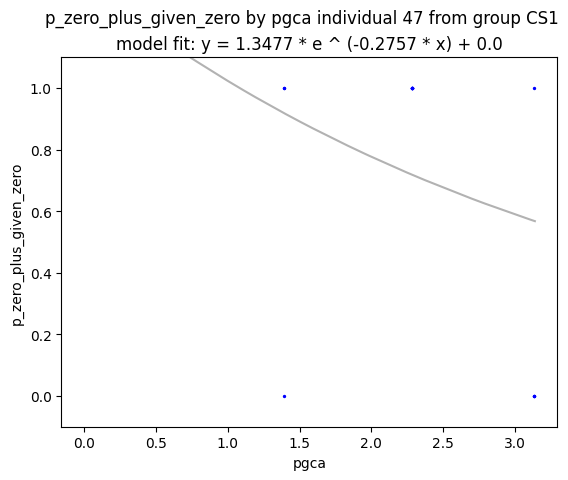 p_zero_plus_given_zero by pgca individual 47 from group CS1
model fit: y = 1.3477 * e ^ (-0.2757 * x) + 0.0
1.0
0.8
0.6
0.4
0.2
0.0
p_zero_plus_given_zero
0.0 0.5 1.0 1.5 2.0 2.5 3.0
pgca